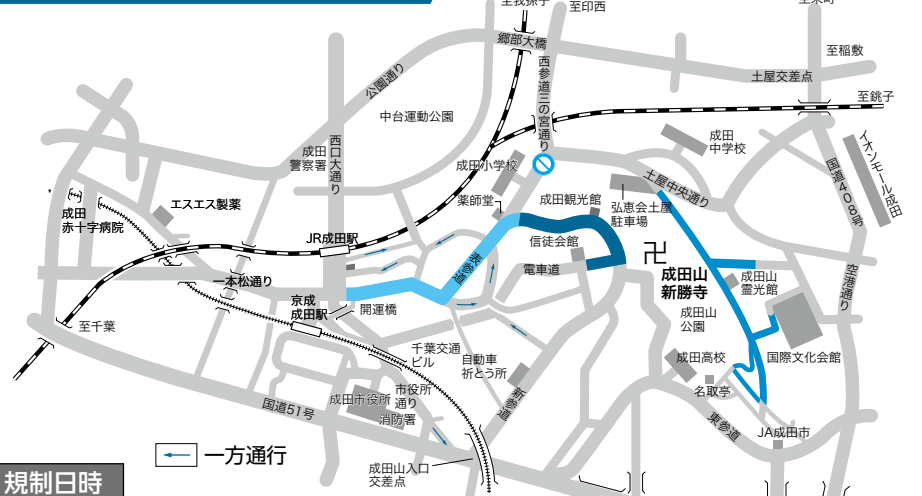 至我孫子
至印西
郷部大橋
至稲敷
土屋交差点
公園通り
西参道三の宮通り
至銚子
中台運動公園
成田
中学校
西口大通り
成田
警察署
成田小学校
国道408号
イオンモール成田
土屋中央通り
薬師堂
成田観光館
弘恵会土屋
駐車場
エスエス製薬
成田
赤十字病院
JR成田駅
信徒会館
表参道
電車道
卍
成田山
新勝寺
成田山
霊光館
空港通り
一本松通り
京成
成田駅
開運橋
成田山
公園
至千葉
千葉交通
ビル
自動車
祈とう所
成田高校
国際文化会館
名取亭
新参道
国道51号
成田市役所
市役所
通り
消防署
東参道
JA成田市
一方通行
成田山入口
交差点
規制日時